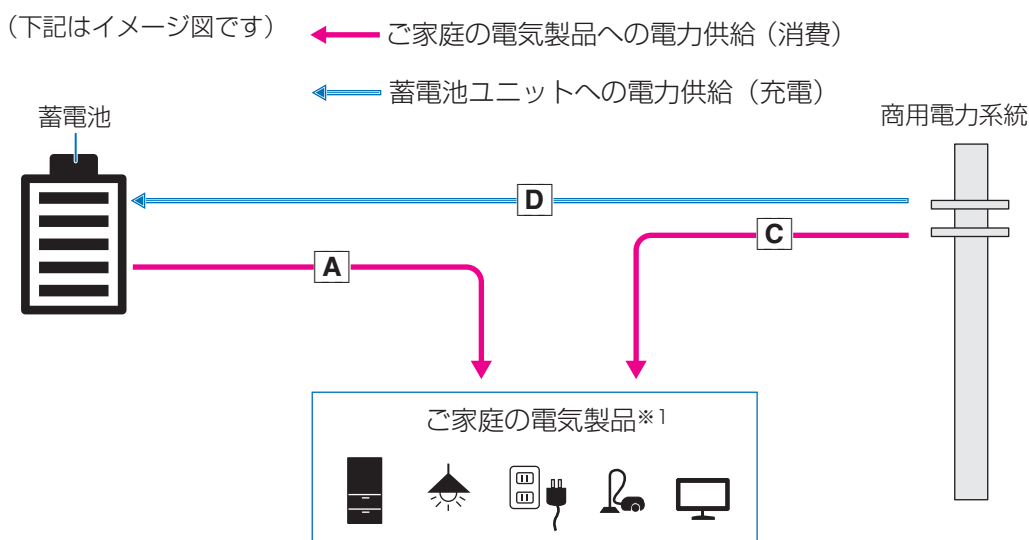 (下記はイメージ図です)
ご家庭の電気製品への電力供給(消費)
蓄電池ユニットへの電力供給(充電)
蓄電池
商用電力系統
D
C
A
ご家庭の電気製品※1